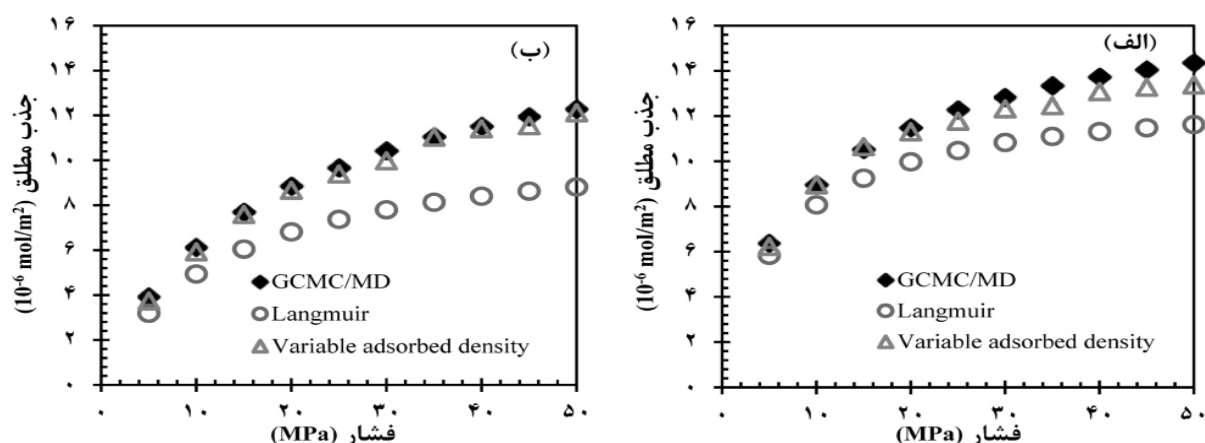 (الف)
جذب مطلق (10⁻⁶ mol/m²)
۱۶
۱۴
۱۲
۱۰
۸
۶
۴
۲
۰
GCMC/MD
Langmuir
Variable adsorbed density
۰ ۱۰ ۲۰ ۳۰ ۴۰ ۵۰
فشار (MPa)
(ب)
جذب مطلق (10⁻⁶ mol/m²)
۱۶
۱۴
۱۲
۱۰
۸
۶
۴
۲
۰
GCMC/MD
Langmuir
Variable adsorbed density
۰ ۱۰ ۲۰ ۳۰ ۴۰ ۵۰
فشار (MPa)